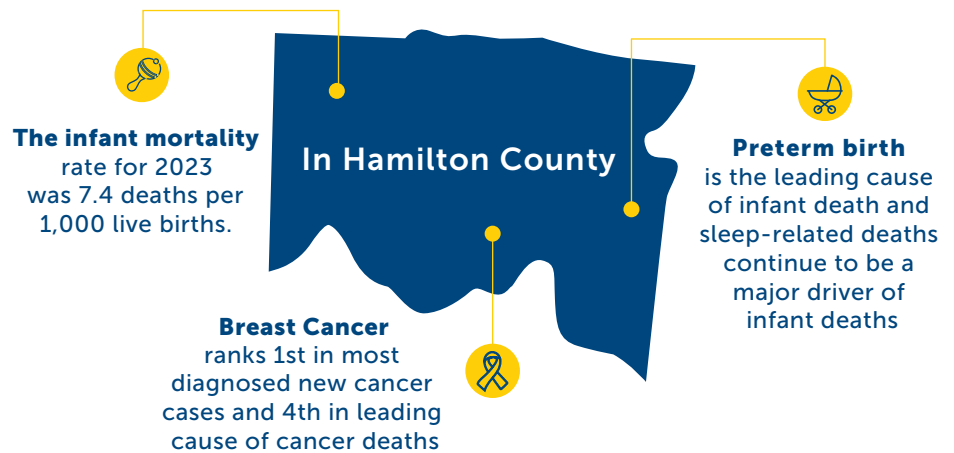 In Hamilton County
The infant mortality
rate for 2023
was 7.4 deaths per
1,000 live births.
Preterm birth
is the leading cause
of infant death and
sleep-related deaths
continue to be a
major driver of
infant deaths
Breast Cancer
ranks 1st in most
diagnosed new cancer
cases and 4th in leading
cause of cancer deaths